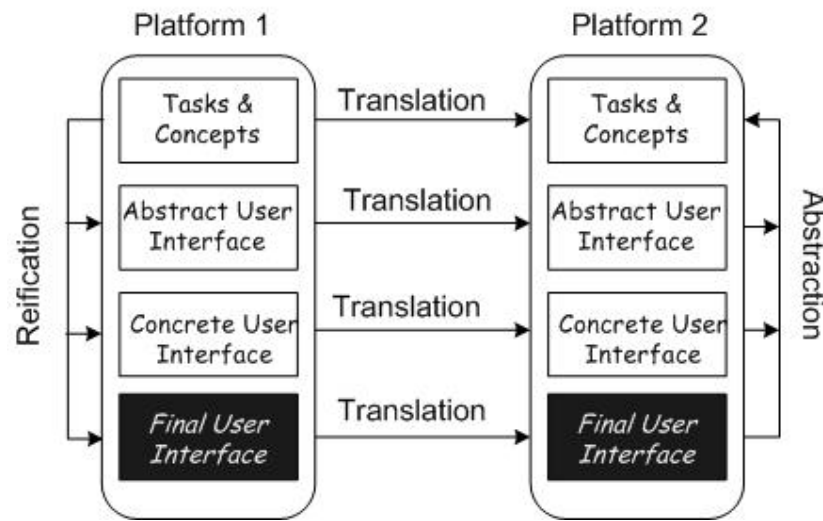 Platform 1
Platform 2
Tasks &
Concepts
Translation
Tasks &
Concepts
Abstract User
Interface
Translation
Abstract User
Interface
Concrete User
Interface
Translation
Concrete User
Interface
Final User
Interface
Translation
Final User
Interface
Reification
Abstraction